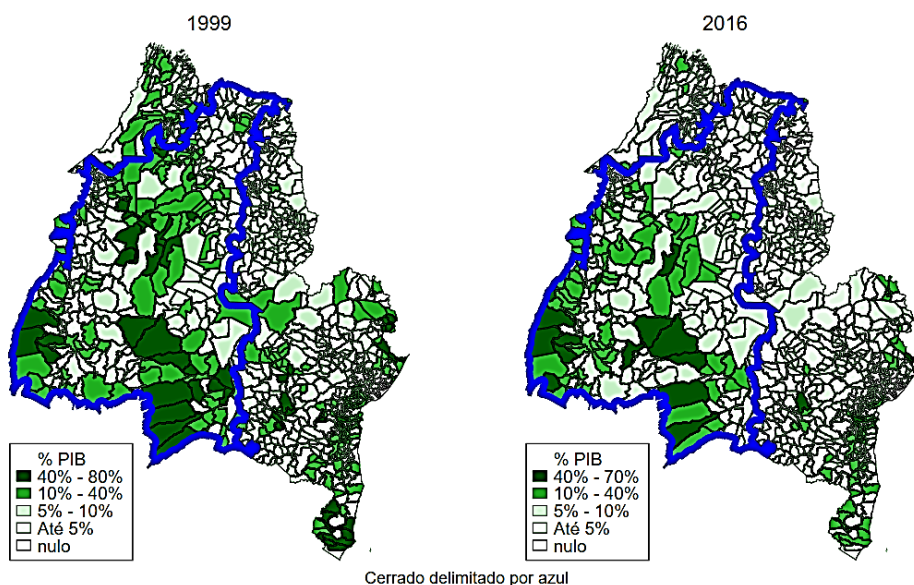 1999
2016
% PIB
40% - 80%
10% - 40%
5% - 10%
Até 5%
nulo
% PIB
40% - 70%
10% - 40%
5% - 10%
Até 5%
nulo
Cerrado delimitado por azul